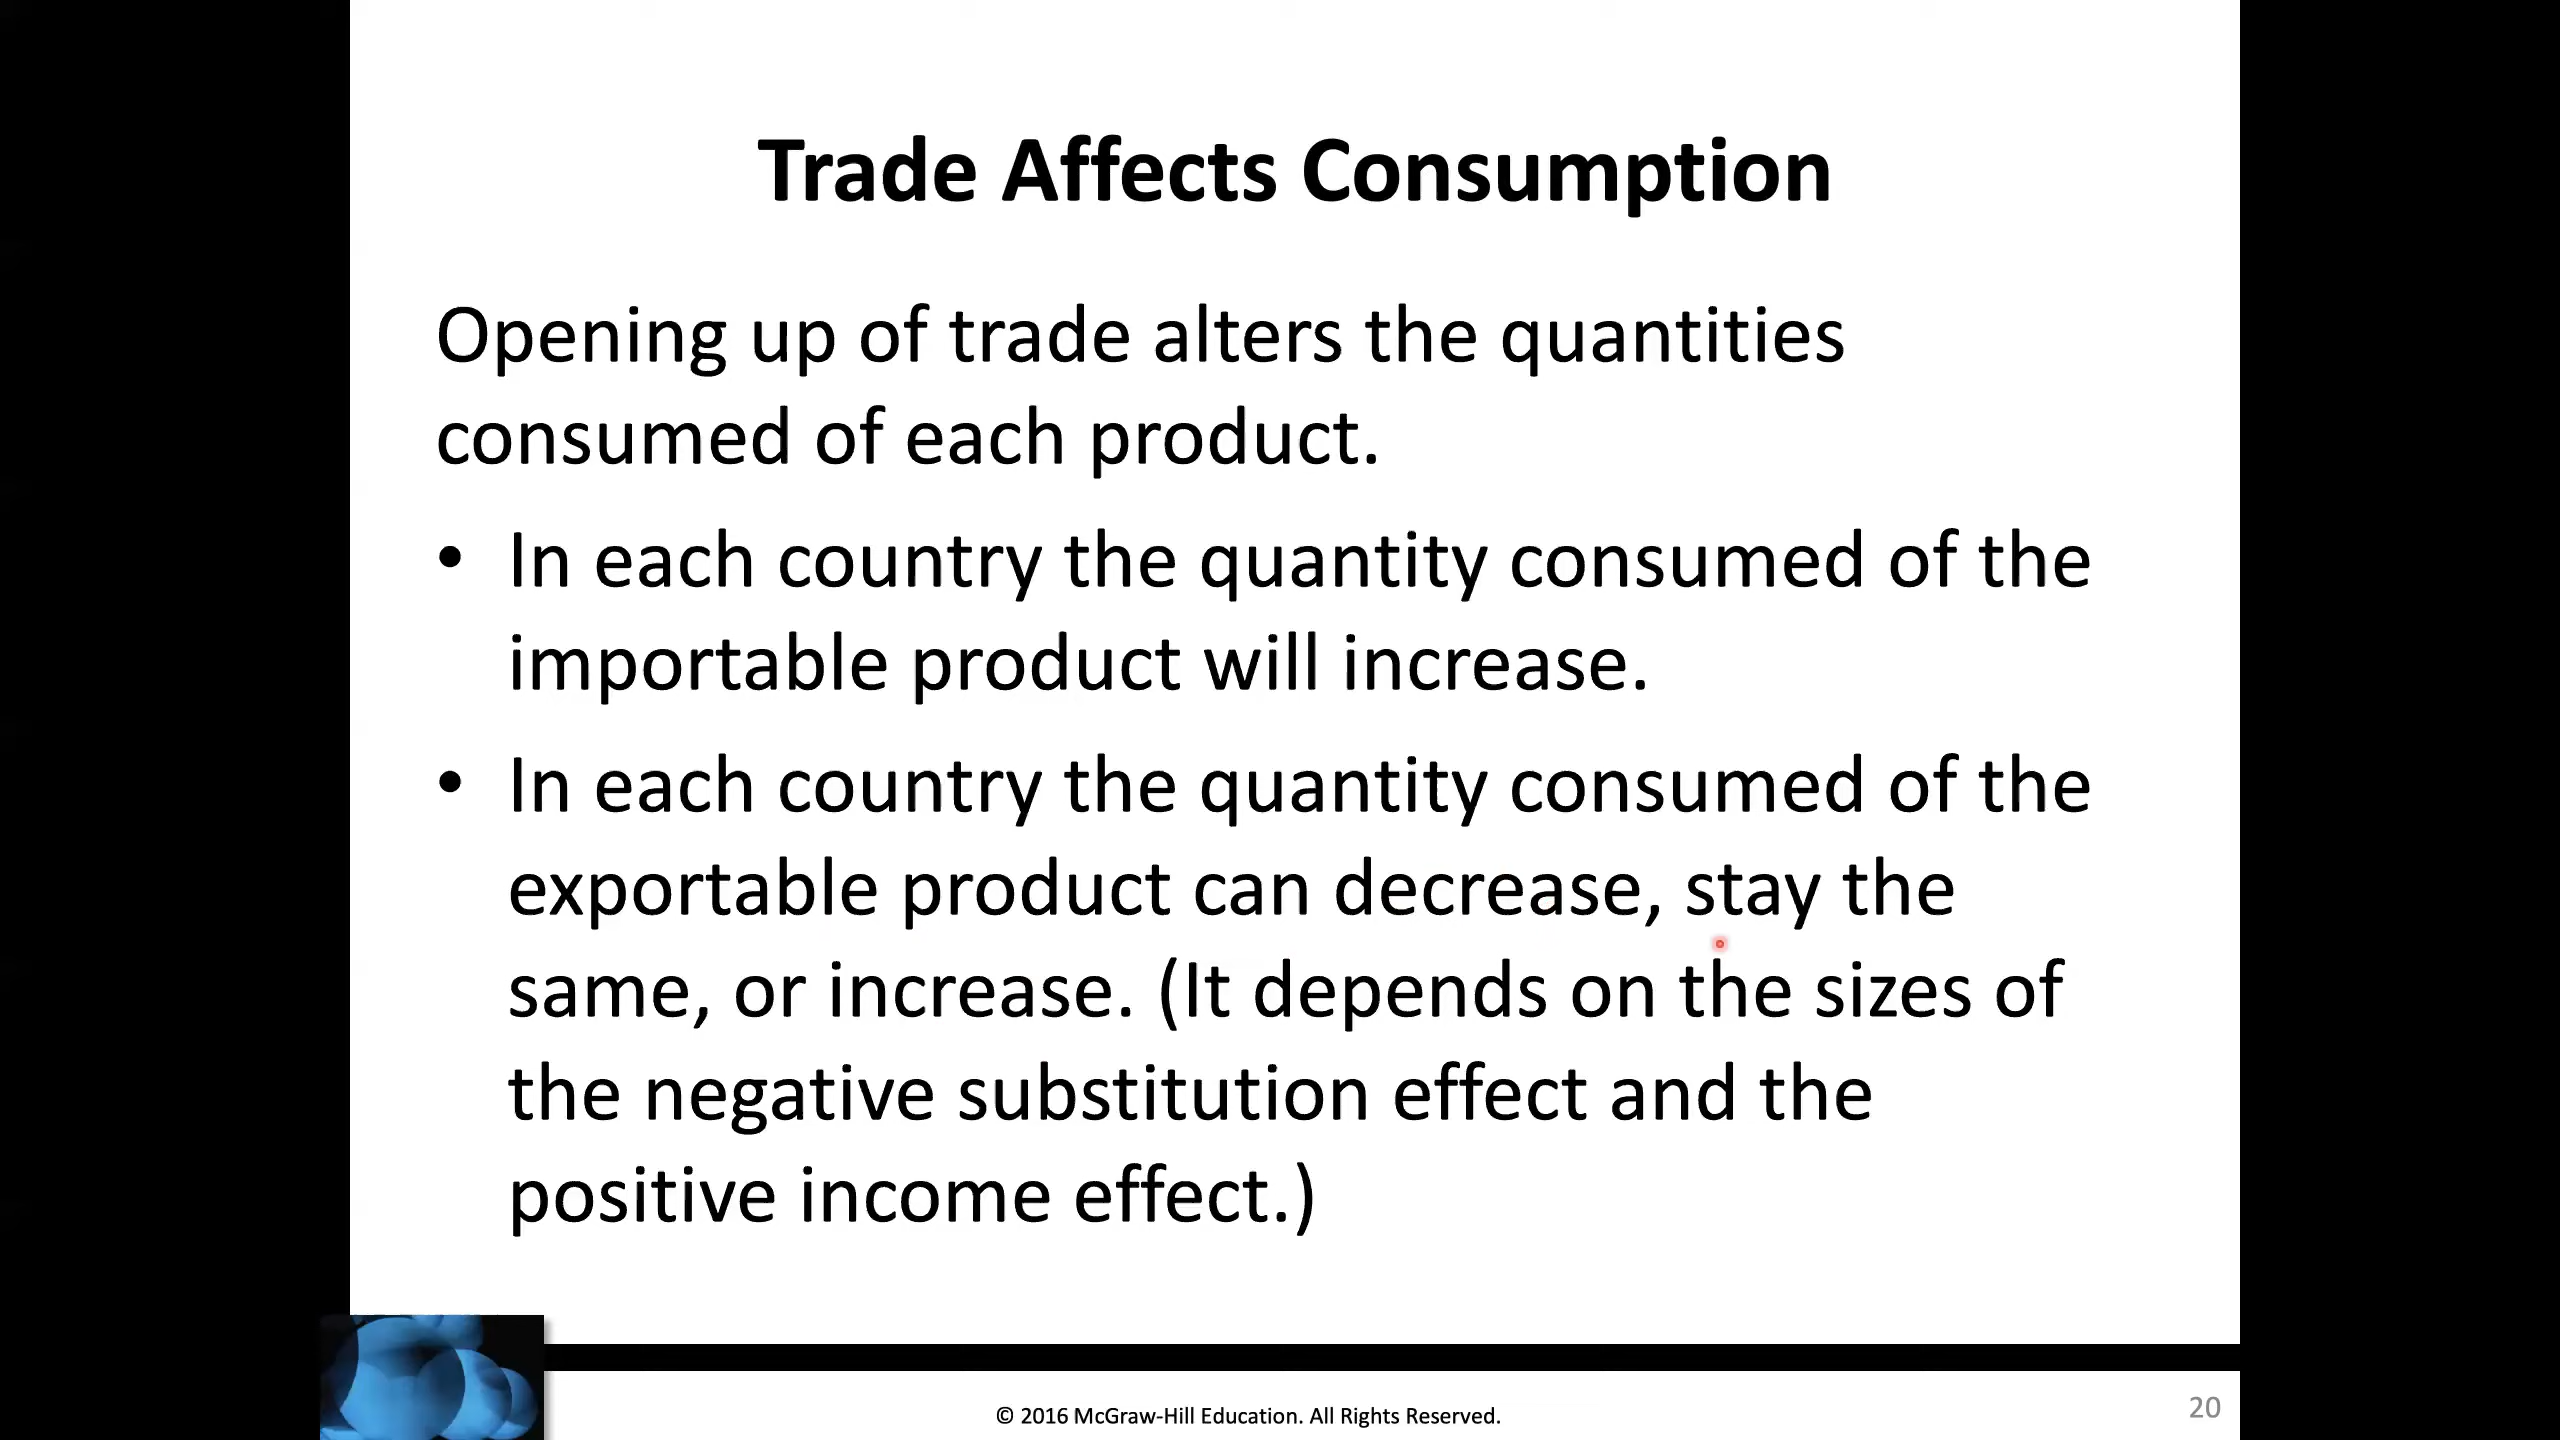 Trade Affects Consumption
Opening up of trade alters the quantities
consumed of each product.
• In each country the quantity consumed of the
importable product will increase.
• In each country the quantity consumed of the
exportable product can decrease, stay the
same, or increase. (It depends on the sizes of
the negative substitution effect and the
positive income effect.)
© 2016 McGraw-Hill Education. All Rights Reserved.
20